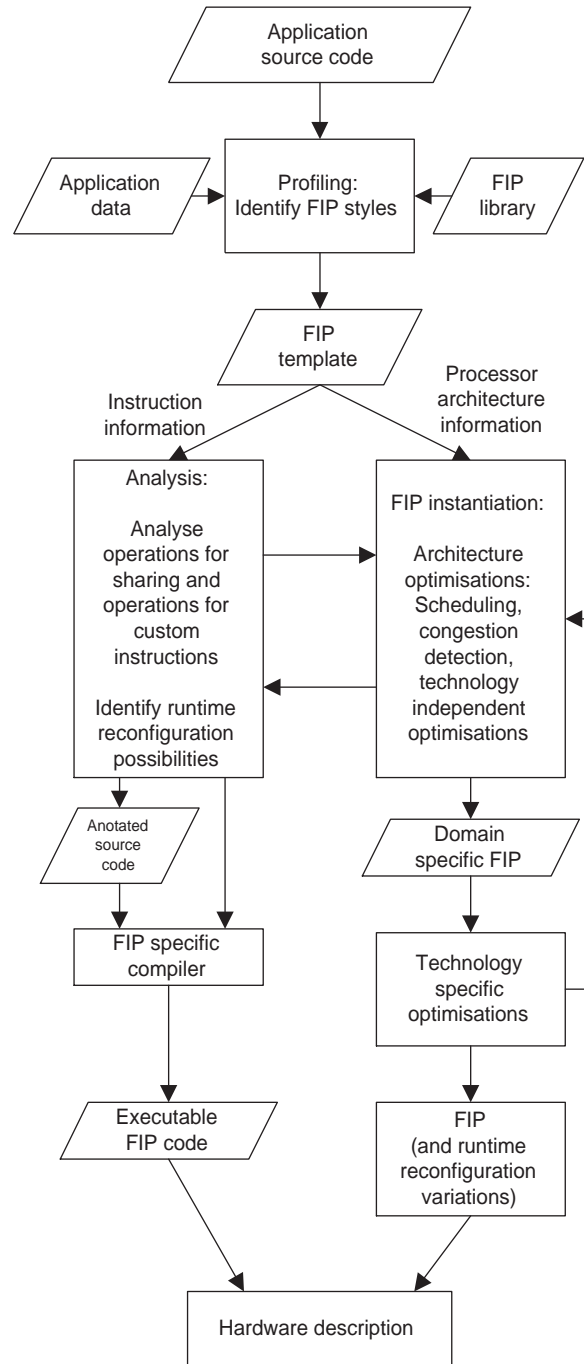 Application
source code
Application
data
Profiling:
Identify FIP styles
FIP
library
FIP
template
Instruction
information
Processor
architecture
information
Analysis:
Analyse
operations for
sharing and
operations for
custom
instructions
Identify runtime
reconfiguration
possibilities
FIP instantiation:
Architecture
optimisations:
Scheduling,
congestion
detection,
technology
independent
optimisations
Anotated
source
code
Domain
specific FIP
FIP specific
compiler
Technology
specific
optimisations
Executable
FIP code
FIP
(and runtime
reconfiguration
variations)
Hardware description